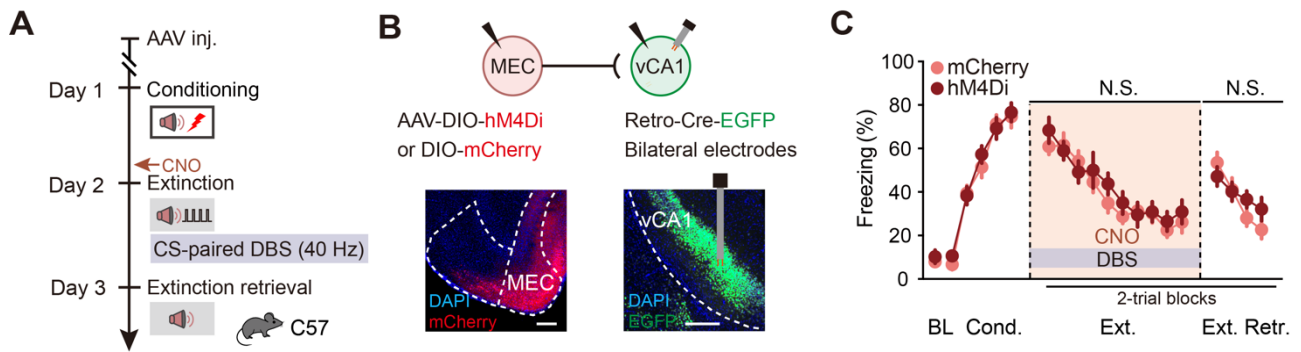 A
AAV inj.
Day 1
Conditioning
CNO
Day 2
Extinction
CS-paired DBS (40 Hz)
Day 3
Extinction retrieval
C57
B
MEC
vCA1
AAV-DIO-hM4Di
or DIO-mCherry
Retro-Cre-EGFP
Bilateral electrodes
MEC
DAPI
mCherry
vCA1
DAPI
EGFP
C
mCherry
hM4Di
N.S.
N.S.
Freezing (%)
100
80
60
40
20
0
CNO
DBS
2-trial blocks
BL Cond. Ext. Ext. Retr.